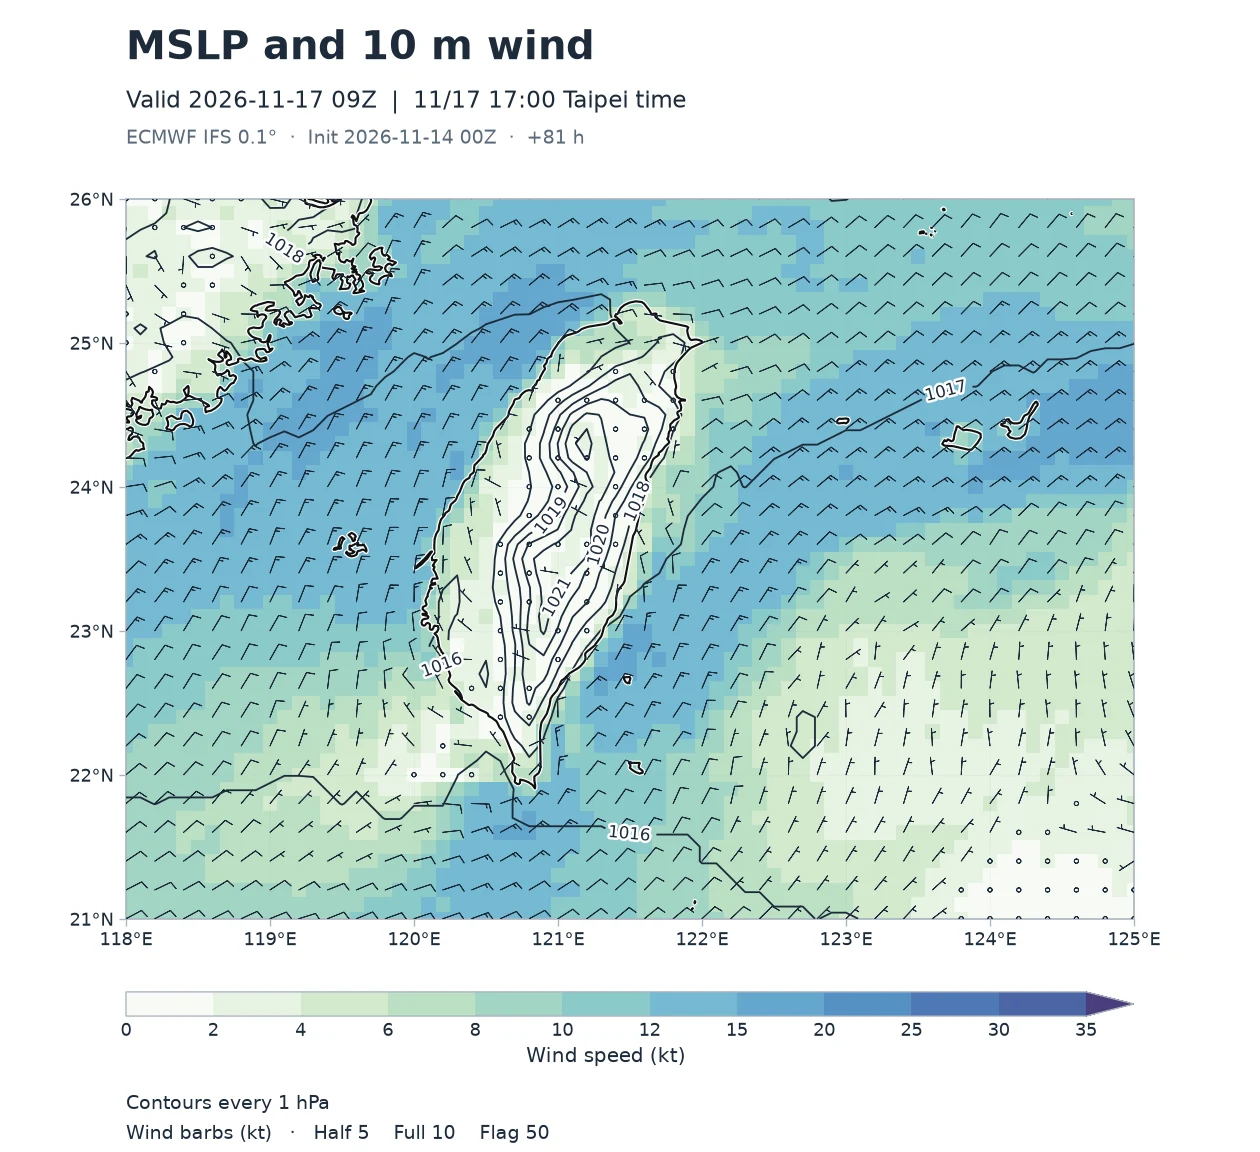 MSLP and 10 m wind
Valid 2026-11-17 09Z | 11/17 17:00 Taipei time
ECMWF IFS 0.1° · Init 2026-11-14 00Z · +81 h
26°N
1018
25°N
1017
24°N
1019
1018
1020
1021
23°N
1016
22°N
1016
21°N
118°E 119°E 120°E 121°E 122°E 123°E 124°E 125°E
0 2 4 6 8 10 12 15 20 25 30 35
Wind speed (kt)
Contours every 1 hPa
Wind barbs (kt) · Half 5 Full 10 Flag 50